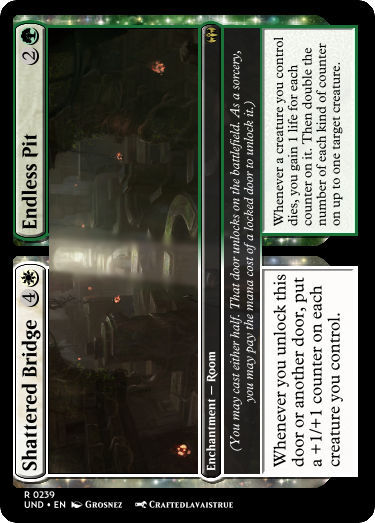 Shattered Bridge 4
Endless Pit 2
Enchantment — Room
(You may cast either half. That door unlocks on the battlefield. As a sorcery,
you may pay the mana cost of a locked door to unlock it.)
Whenever you unlock this
door or another door, put
a +1/+1 counter on each
creature you control.
Whenever a creature you control
dies, you gain 1 life for each
counter on it. Then double the
number of each kind of counter
on up to one target creature.
R 0239
UND • EN Grosnez Craftedlavaistrue